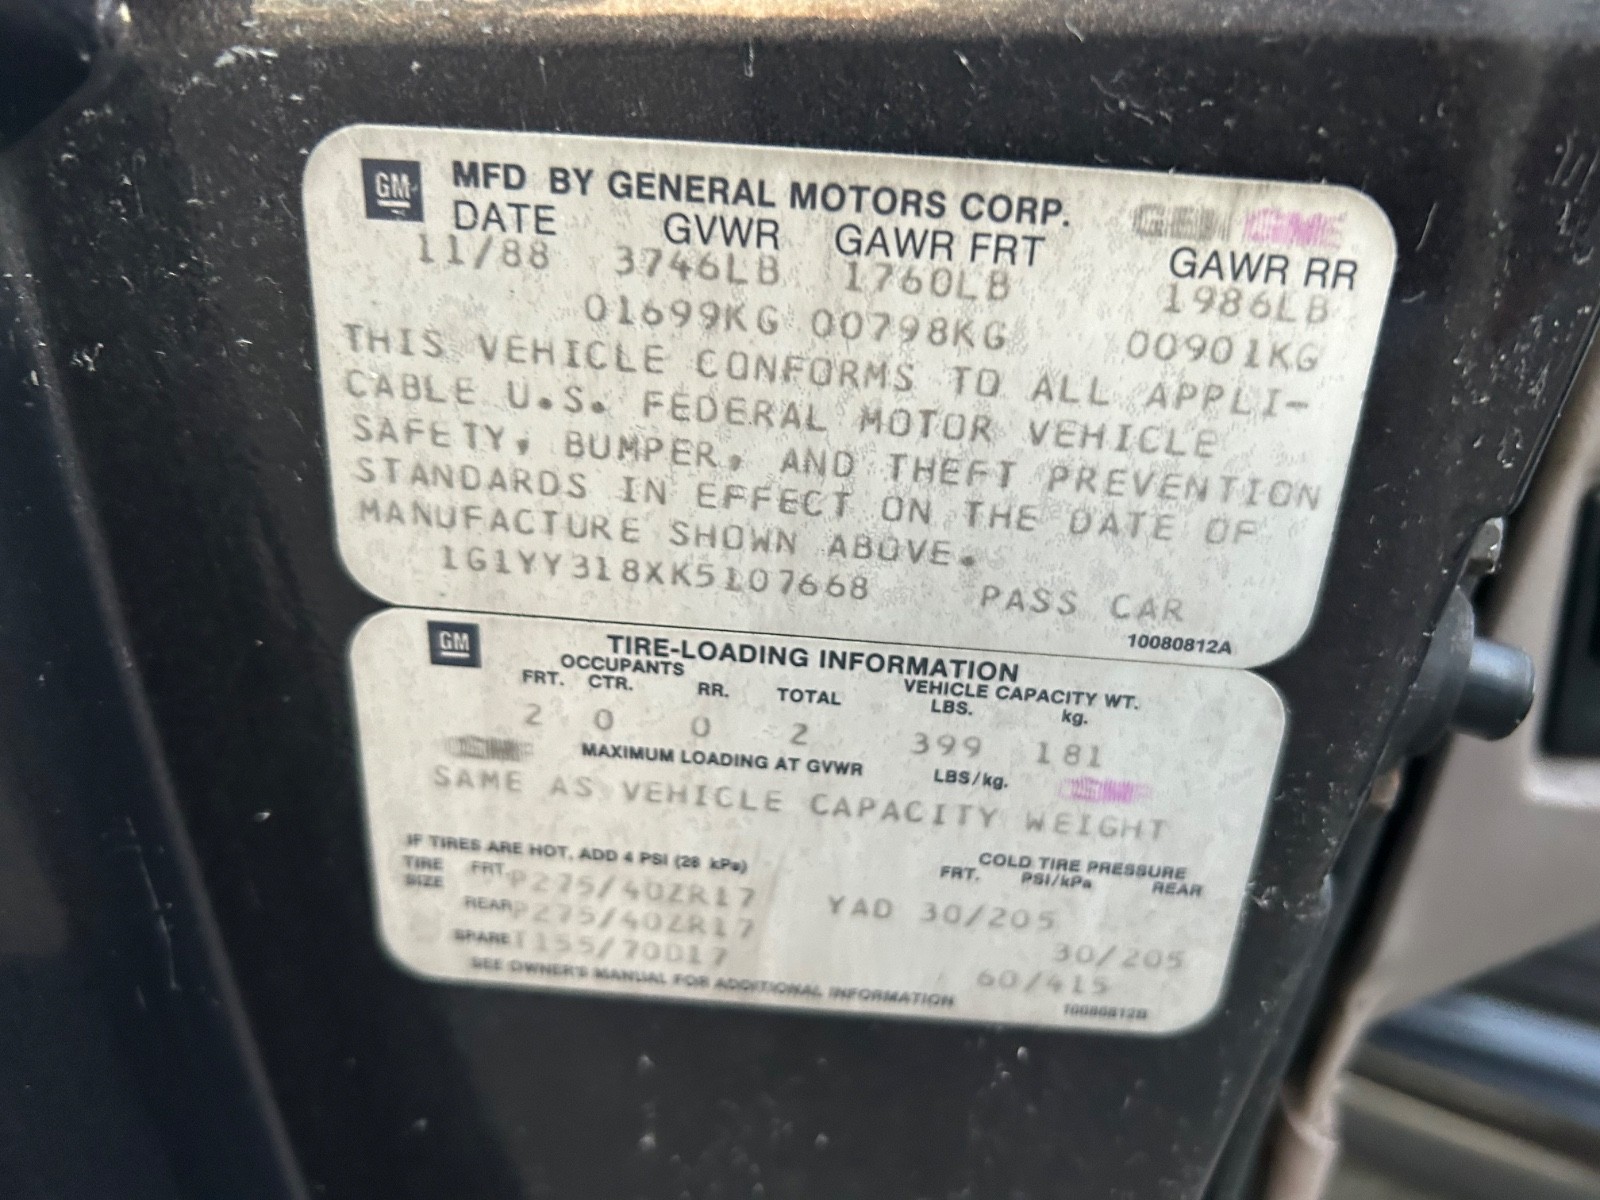 GM MFD BY GENERAL MOTORS CORP.
DATE GVWR GAWR FRT GAWR RR
11/88 3746LB 1760LB 1986LB
01699KG 00798KG 00901KG
THIS VEHICLE CONFORMS TO ALL APPLI-
CABLE U.S. FEDERAL MOTOR VEHICLE
SAFETY, BUMPER, AND THEFT PREVENTION
STANDARDS IN EFFECT ON THE DATE OF
MANUFACTURE SHOWN ABOVE.
1G1YY318XK5107668 PASS CAR
10080812A
GM TIRE-LOADING INFORMATION
OCCUPANTS VEHICLE CAPACITY WT.
FRT. CTR. RR. TOTAL LBS. kg.
2 0 0 2 399 181
MAXIMUM LOADING AT GVWR LBS/kg.
SAME AS VEHICLE CAPACITY WEIGHT
IF TIRES ARE HOT, ADD 4 PSI (28 kPa) COLD TIRE PRESSURE
TIRE SIZE FRT. PSI/kPa REAR
FRT. P275/40ZR17 YAD 30/205
REAR P275/40ZR17 30/205
SPARE T155/70D17 60/415
SEE OWNER'S MANUAL FOR ADDITIONAL INFORMATION
10080812B